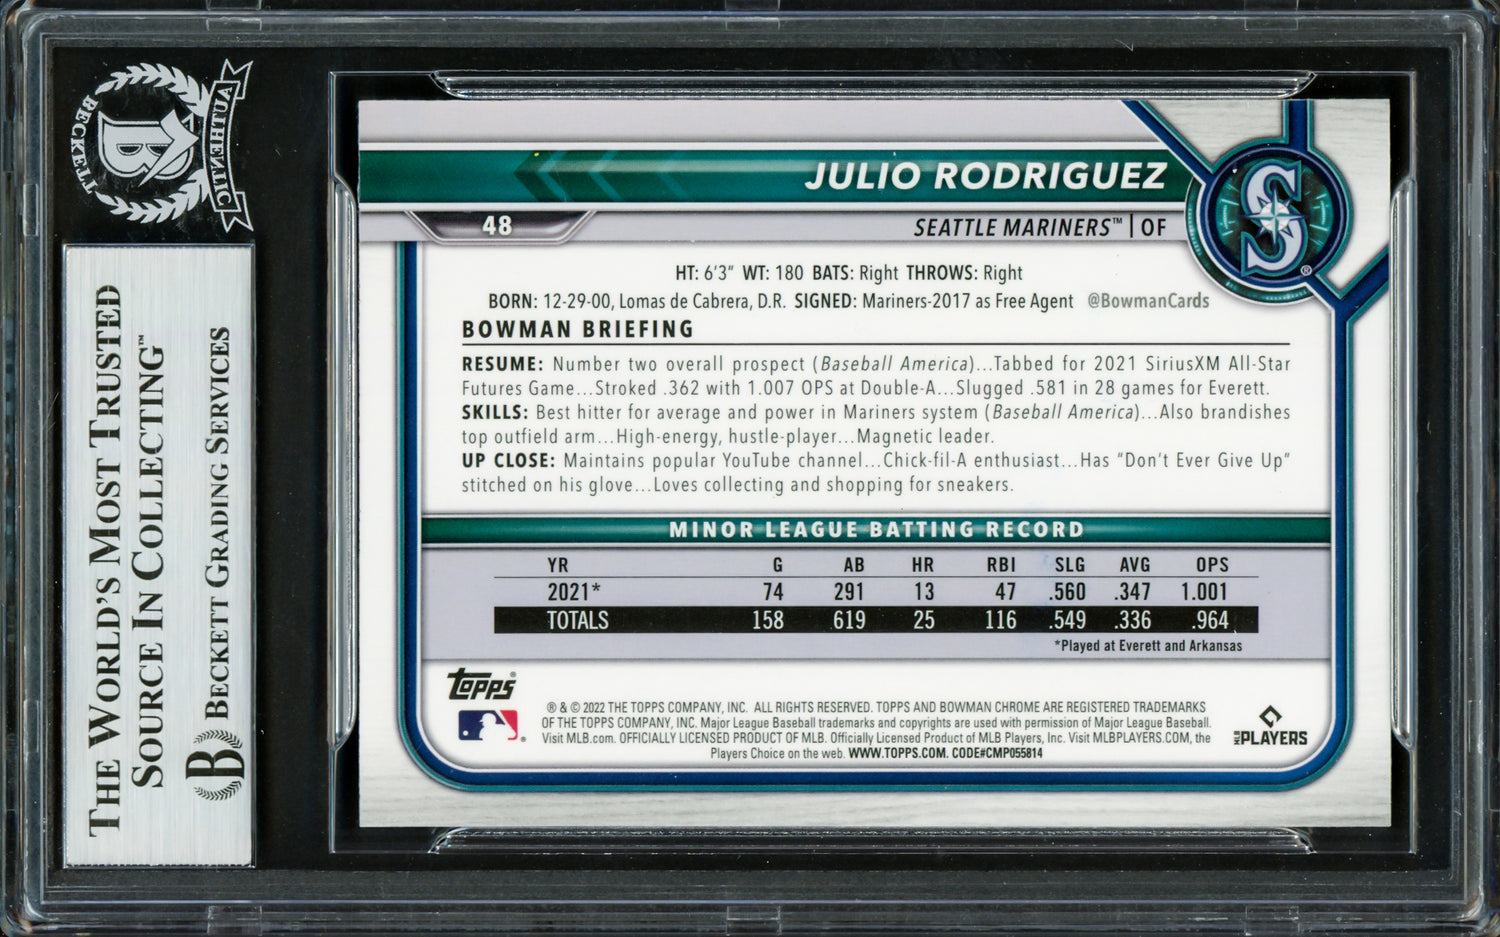 BECKETT
AUTHENTIC
B
THE WORLD'S MOST TRUSTED
SOURCE IN COLLECTING™
B BECKETT GRADING SERVICES
JULIO RODRIGUEZ
48
SEATTLE MARINERS™ | OF
S
®
HT: 6'3" WT: 180 BATS: Right THROWS: Right
BORN: 12-29-00, Lomas de Cabrera, D.R. SIGNED: Mariners-2017 as Free Agent @BowmanCards
BOWMAN BRIEFING
RESUME: Number two overall prospect (Baseball America)...Tabbed for 2021 SiriusXM All-Star
Futures Game...Stroked .362 with 1.007 OPS at Double-A...Slugged .581 in 28 games for Everett.
SKILLS: Best hitter for average and power in Mariners system (Baseball America)...Also brandishes
top outfield arm...High-energy, hustle-player...Magnetic leader.
UP CLOSE: Maintains popular YouTube channel...Chick-fil-A enthusiast...Has "Don't Ever Give Up"
stitched on his glove...Loves collecting and shopping for sneakers.
MINOR LEAGUE BATTING RECORD
YR G AB HR RBI SLG AVG OPS
2021* 74 291 13 47 .560 .347 1.001
TOTALS 158 619 25 116 .549 .336 .964
*Played at Everett and Arkansas
topps®
® & © 2022 THE TOPPS COMPANY, INC. ALL RIGHTS RESERVED. TOPPS AND BOWMAN CHROME ARE REGISTERED TRADEMARKS
OF THE TOPPS COMPANY, INC. Major League Baseball trademarks and copyrights are used with permission of Major League Baseball.
Visit MLB.com. OFFICIALLY LICENSED PRODUCT OF MLB. Officially Licensed Product of MLB Players, Inc. Visit MLBPLAYERS.COM, the
Players Choice on the web. WWW.TOPPS.COM. CODE#CMP055814
MLB PLAYERS